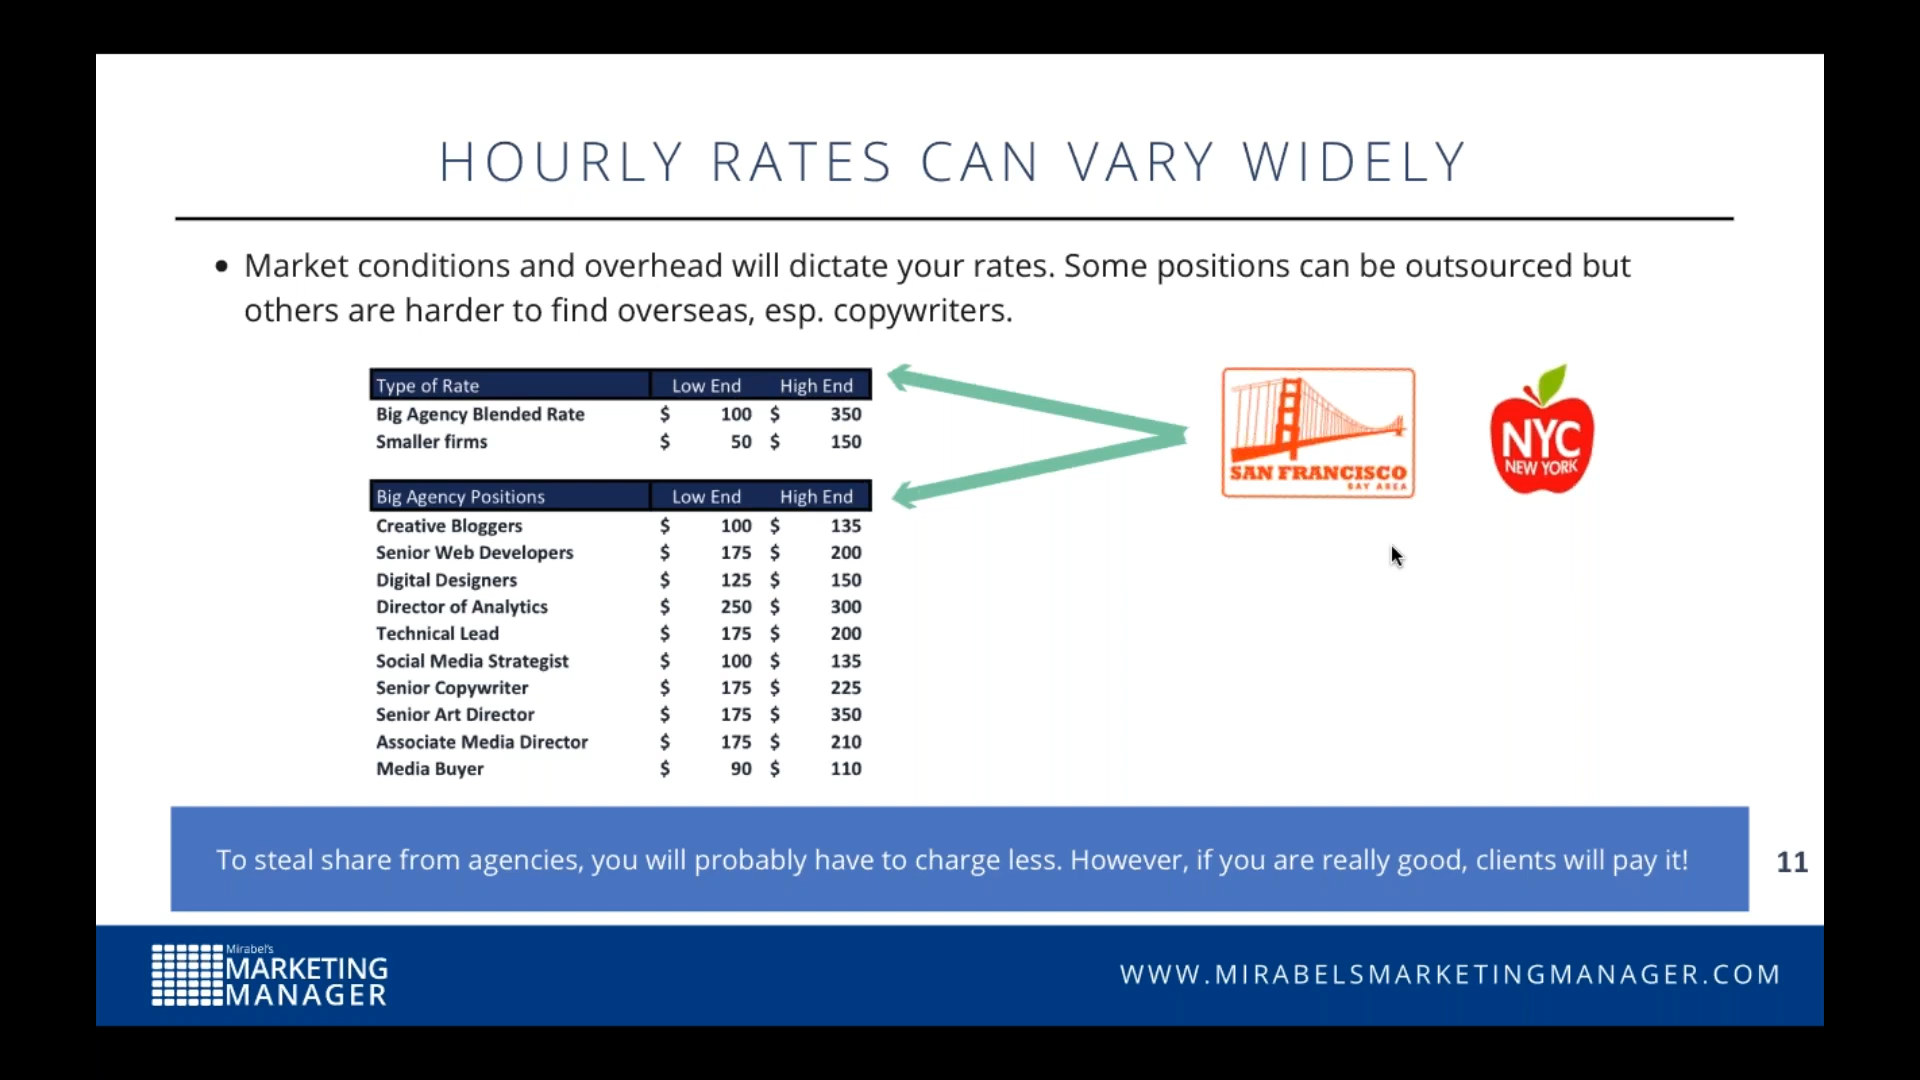 HOURLY RATES CAN VARY WIDELY
• Market conditions and overhead will dictate your rates. Some positions can be outsourced but
others are harder to find overseas, esp. copywriters.
Type of Rate Low End High End
Big Agency Blended Rate $ 100 $ 350
Smaller firms $ 50 $ 150
Big Agency Positions Low End High End
Creative Bloggers $ 100 $ 135
Senior Web Developers $ 175 $ 200
Digital Designers $ 125 $ 150
Director of Analytics $ 250 $ 300
Technical Lead $ 175 $ 200
Social Media Strategist $ 100 $ 135
Senior Copywriter $ 175 $ 225
Senior Art Director $ 175 $ 350
Associate Media Director $ 175 $ 210
Media Buyer $ 90 $ 110
SAN FRANCISCO
BAY AREA
NYC
NEW YORK
To steal share from agencies, you will probably have to charge less. However, if you are really good, clients will pay it!
11
Mirabel's
MARKETING
MANAGER
WWW.MIRABELSMARKETINGMANAGER.COM